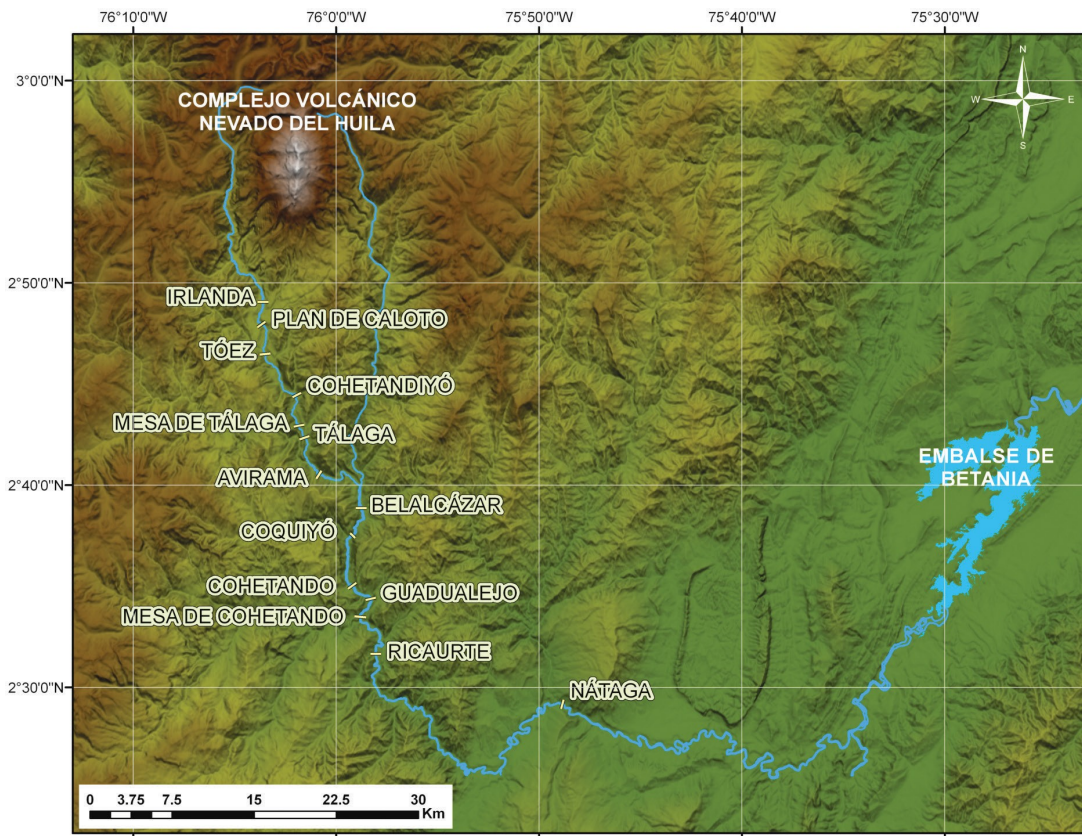 76°10'0"W
76°0'0"W
75°50'0"W
75°40'0"W
75°30'0"W
3°0'0"N
N
W
E
S
COMPLEJO VOLCÁNICO
NEVADO DEL HUILA
2°50'0"N
IRLANDA
PLAN DE CALOTO
TÓEZ
COHETANDIYÓ
MESA DE TÁLAGA
TÁLAGA
EMBALSE DE
BETANIA
AVIRAMA
2°40'0"N
BELALCÁZAR
COQUIYÓ
COHETANDO
GUADUALEJO
MESA DE COHETANDO
RICAURTE
2°30'0"N
NÁTAGA
0 3.75 7.5 15 22.5 30
Km